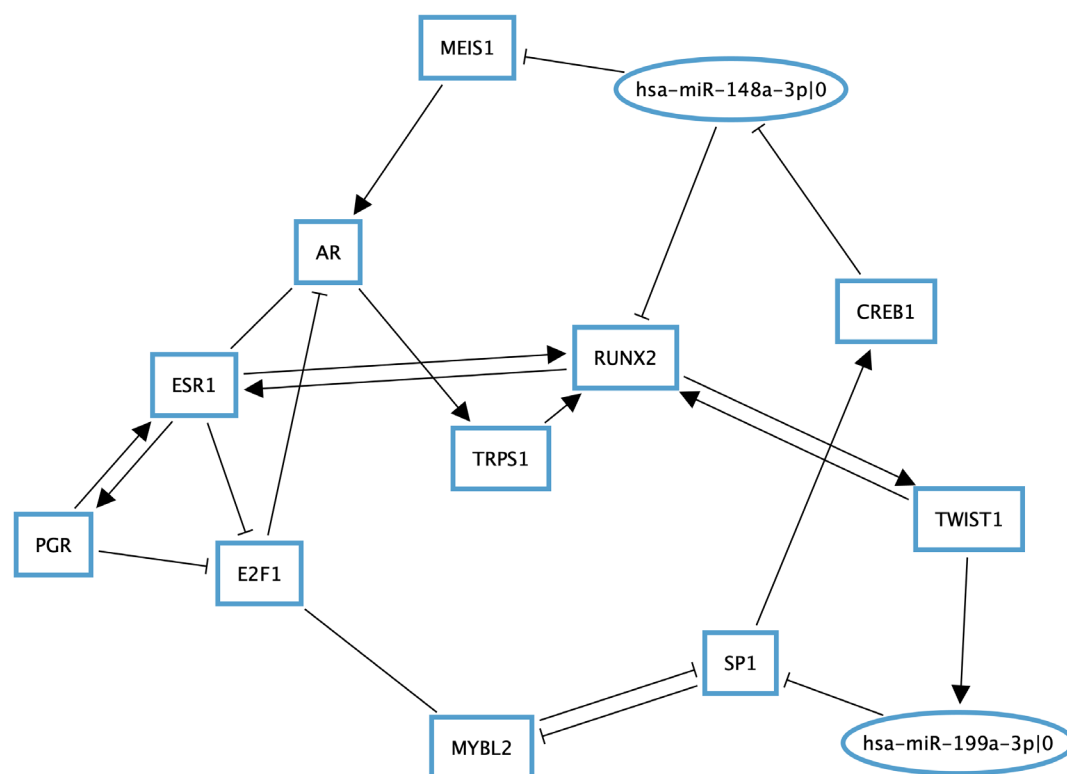 MEIS1
hsa-miR-148a-3p|0
AR
CREB1
RUNX2
ESR1
TRPS1
TWIST1
PGR
E2F1
SP1
MYBL2
hsa-miR-199a-3p|0